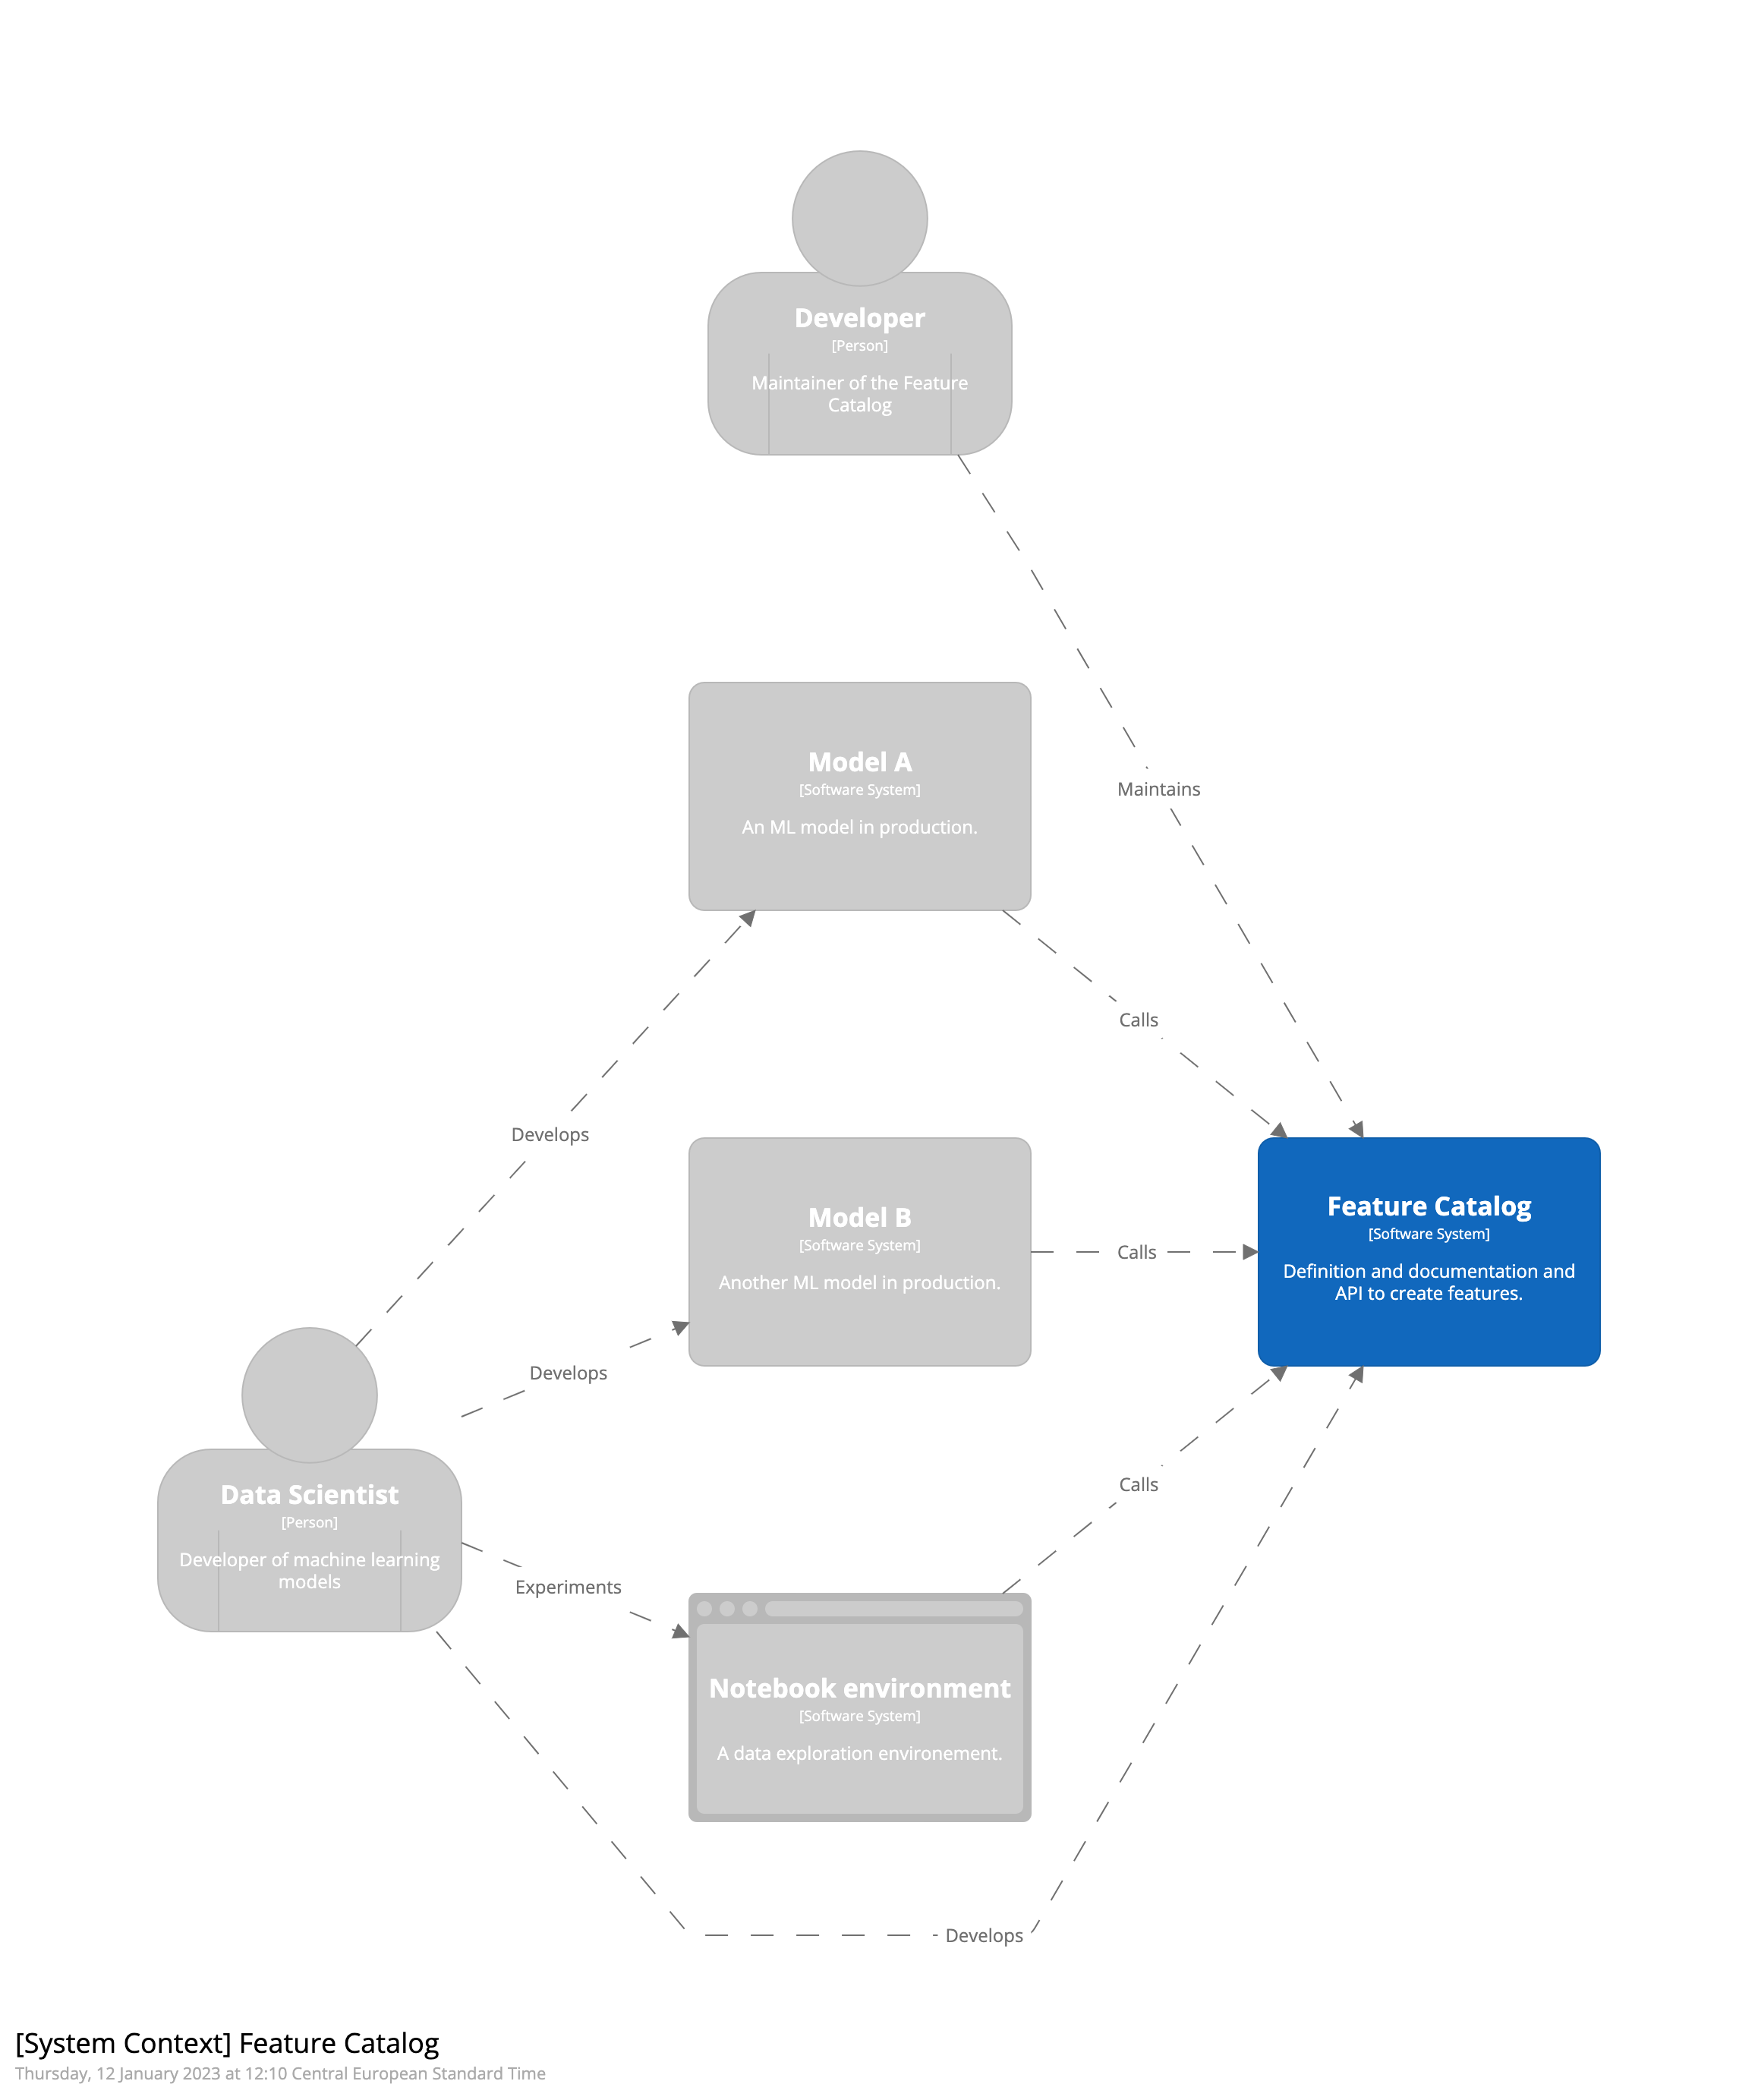 Developer
[Person]
Maintainer of the Feature
Catalog
Model A
[Software System]
An ML model in production.
Maintains
Calls
Develops
Model B
[Software System]
Another ML model in production.
Calls
Feature Catalog
[Software System]
Definition and documentation and
API to create features.
Develops
Data Scientist
[Person]
Developer of machine learning
models
Experiments
Calls
Notebook environment
[Software System]
A data exploration environement.
Develops
[System Context] Feature Catalog
Thursday, 12 January 2023 at 12:10 Central European Standard Time